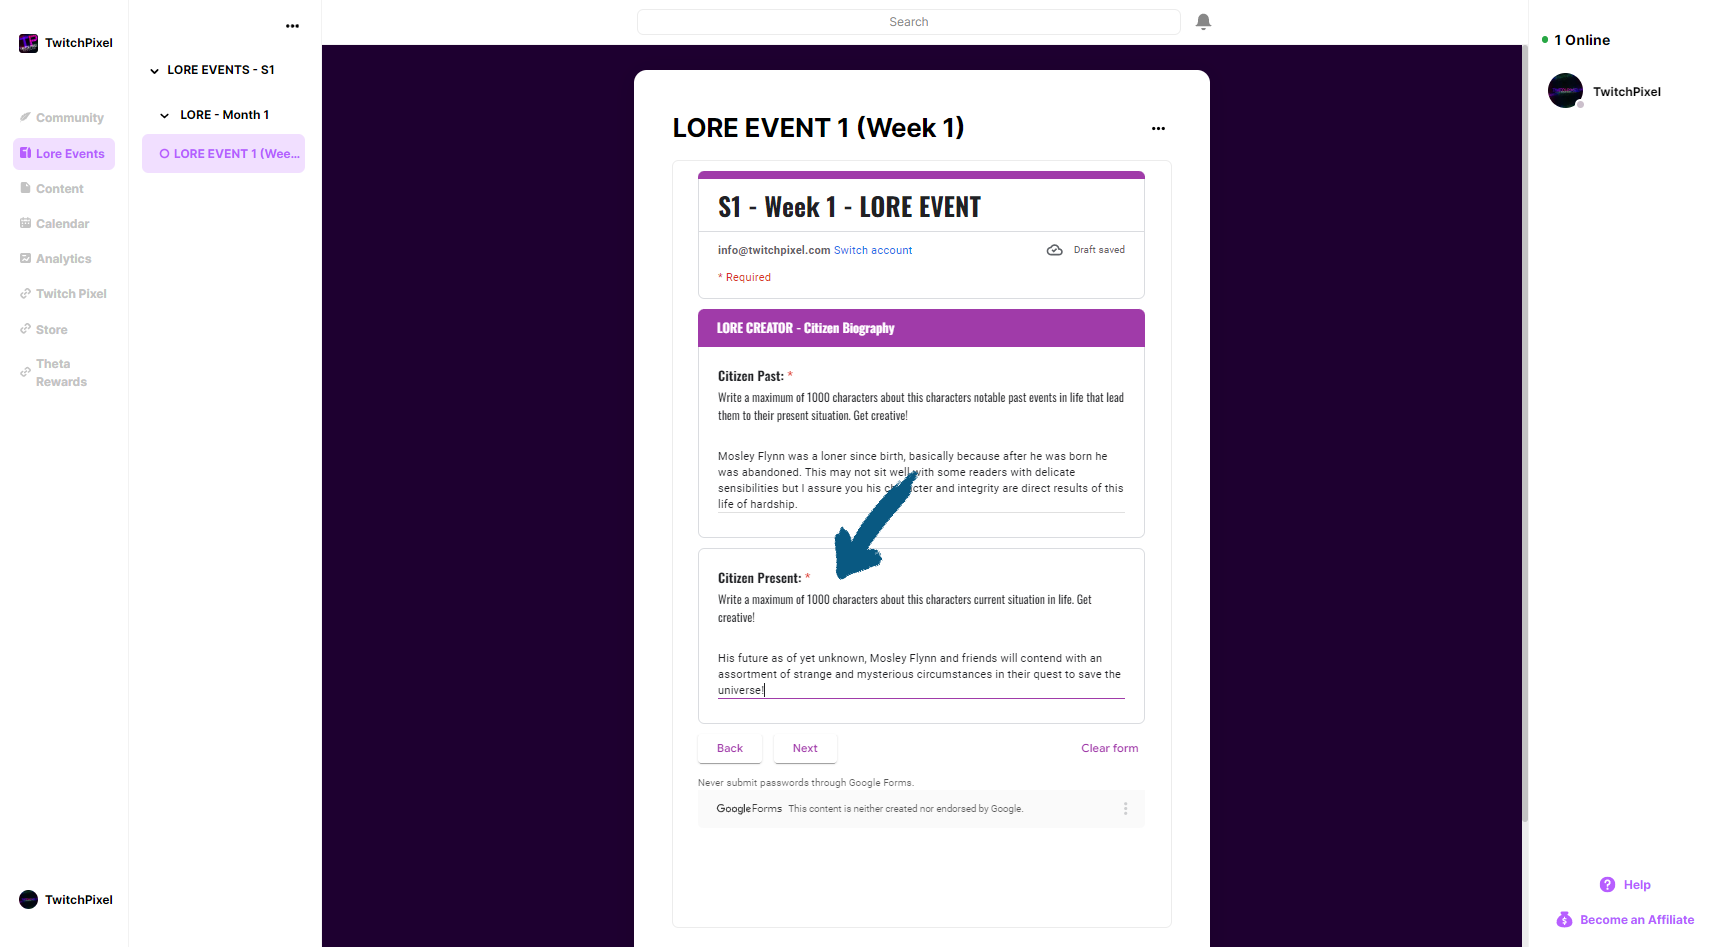 TwitchPixel
Community
Lore Events
Content
Calendar
Analytics
Twitch Pixel
Store
Theta
Rewards
TwitchPixel
LORE EVENTS - S1
LORE - Month 1
LORE EVENT 1 (Wee...
Search
LORE EVENT 1 (Week 1)
S1 - Week 1 - LORE EVENT
info@twitchpixel.com Switch account
Draft saved
* Required
LORE CREATOR - Citizen Biography
Citizen Past: *
Write a maximum of 1000 characters about this characters notable past events in life that lead
them to their present situation. Get creative!
Mosley Flynn was a loner since birth, basically because after he was born he
was abandoned. This may not sit well with some readers with delicate
sensibilities but I assure you his character and integrity are direct results of this
life of hardship.
Citizen Present: *
Write a maximum of 1000 characters about this characters current situation in life. Get
creative!
His future as of yet unknown, Mosley Flynn and friends will contend with an
assortment of strange and mysterious circumstances in their quest to save the
universe!
Back
Next
Clear form
Never submit passwords through Google Forms.
Google Forms This content is neither created nor endorsed by Google.
1 Online
TwitchPixel
Help
Become an Affiliate